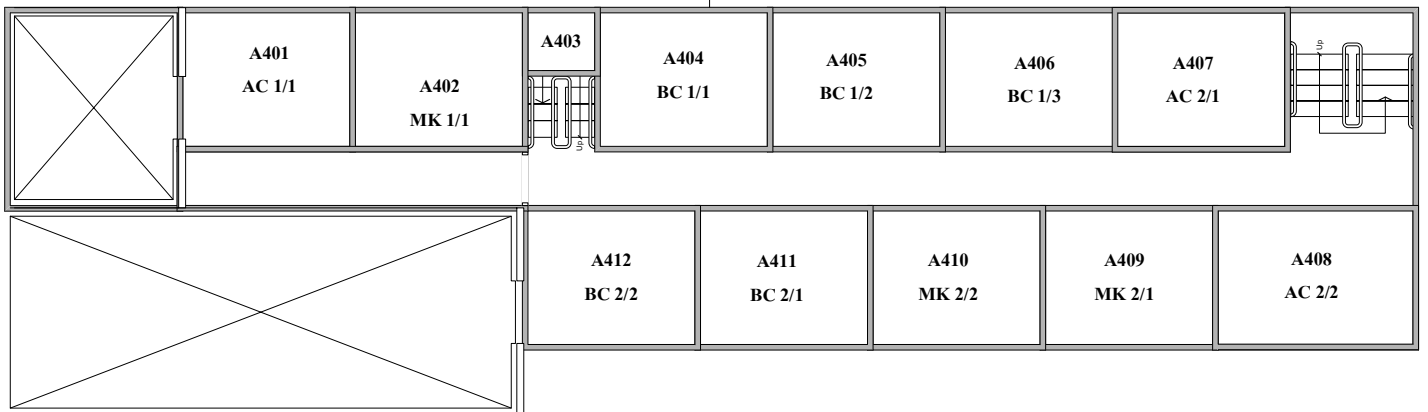 A401
AC 1/1
A402
MK 1/1
A403
Up
A404
BC 1/1
A405
BC 1/2
A406
BC 1/3
A407
AC 2/1
Up
A412
BC 2/2
A411
BC 2/1
A410
MK 2/2
A409
MK 2/1
A408
AC 2/2